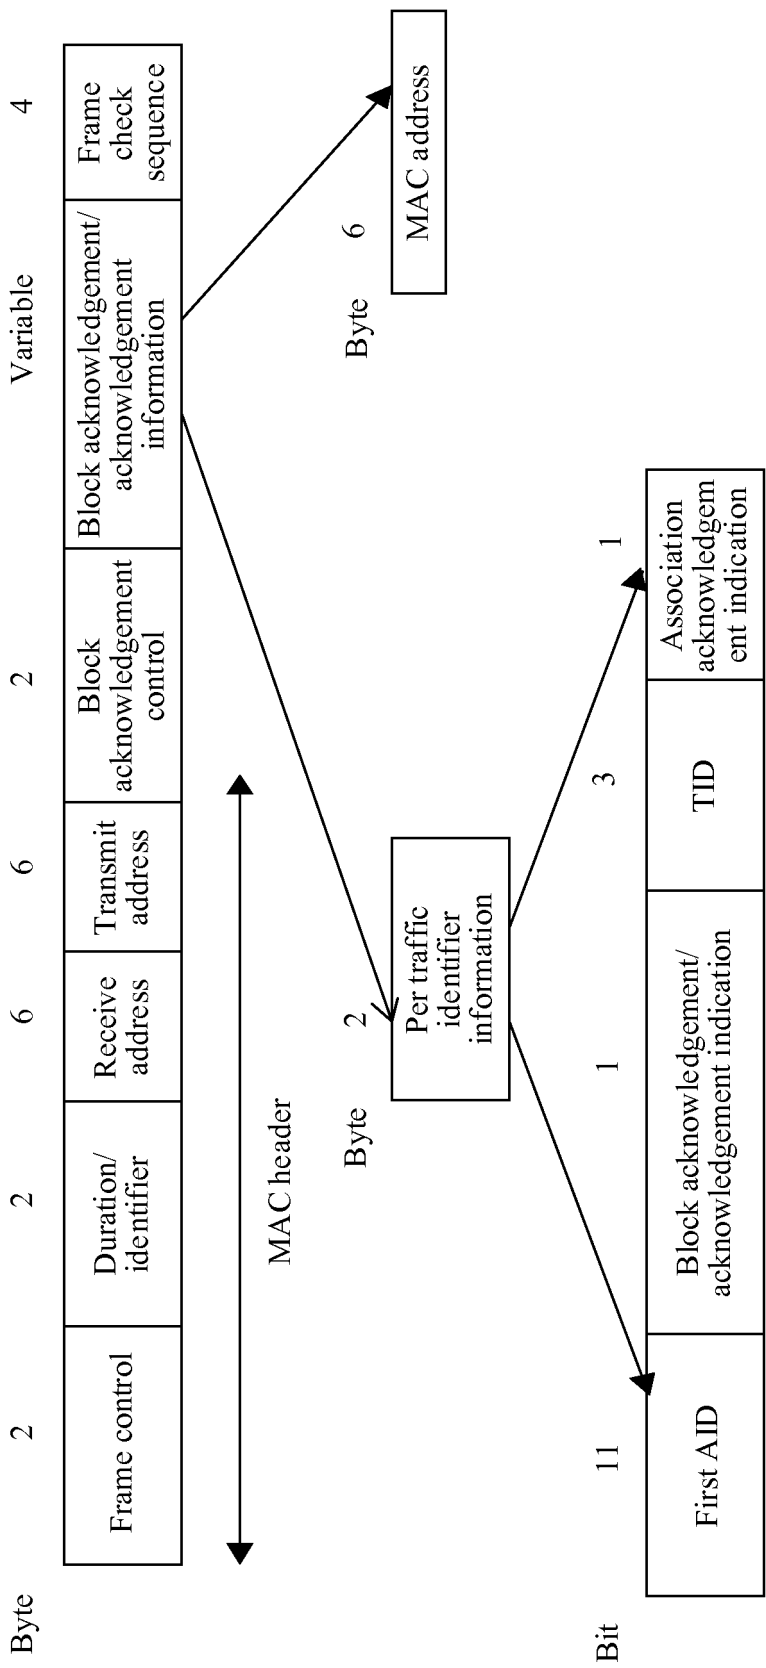 Byte
2
2
6
6
2
Variable
4
Frame control
Duration/
identifier
Receive
address
Transmit
address
Block
acknowledgement
control
Block acknowledgement/
acknowledgement
information
Frame
check
sequence
MAC header
Byte
2
Per traffic
identifier
information
Byte
6
MAC address
Bit
11
1
3
1
First AID
Block acknowledgement/
acknowledgement indication
TID
Association
acknowledgem
ent indication